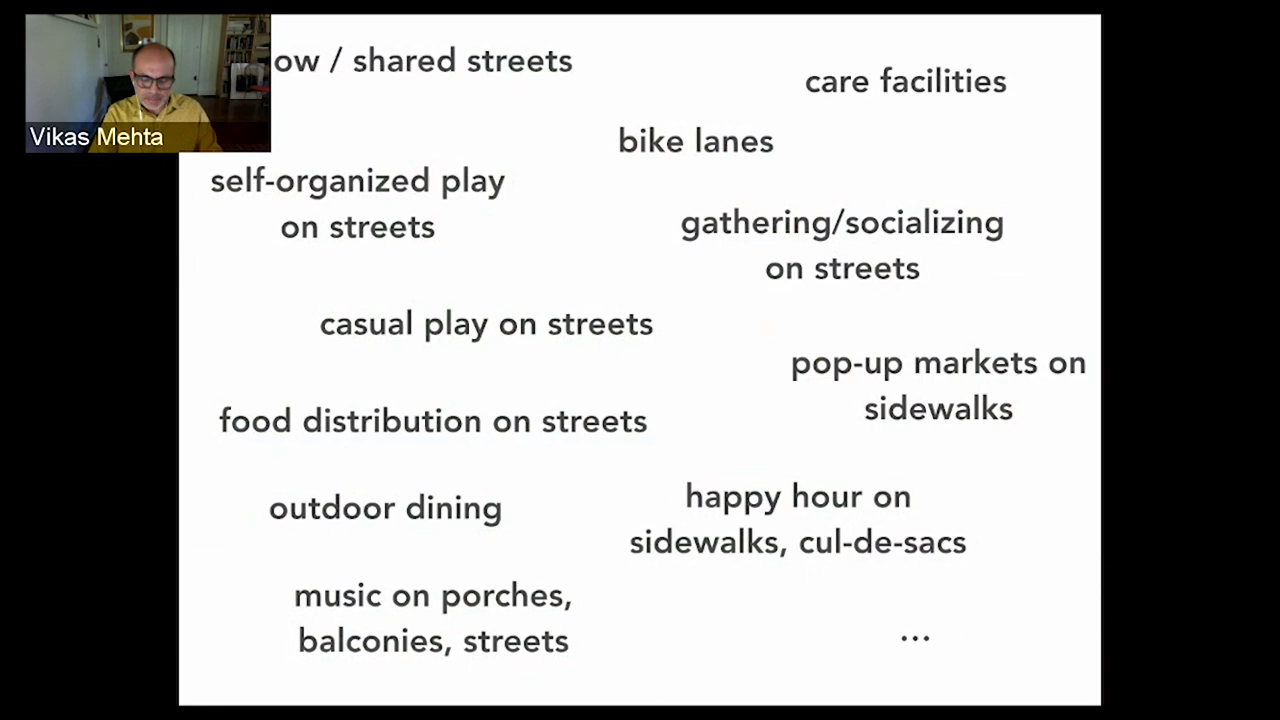 Vikas Mehta
ow / shared streets
care facilities
bike lanes
self-organized play
on streets
gathering/socializing
on streets
casual play on streets
pop-up markets on
sidewalks
food distribution on streets
happy hour on
sidewalks, cul-de-sacs
outdoor dining
music on porches,
balconies, streets
...